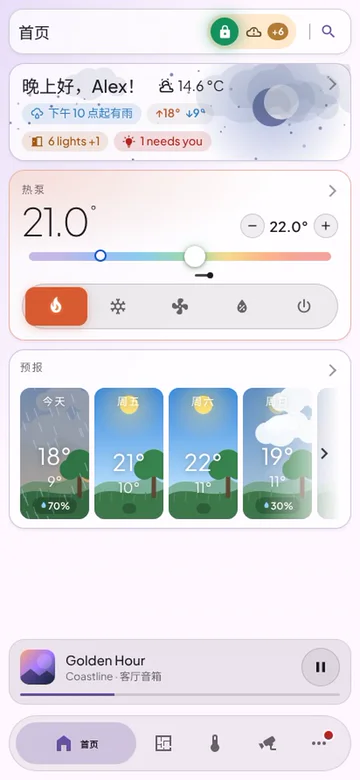 首页
+6
晚上好，Alex！ 14.6 °C
下午 10 点起有雨 ↑18° ↓9°
6 lights +1 1 needs you
热泵
21.0°
22.0°
预报
今天 周五 周六 周日
18° 21° 22° 19°
9° 10° 11° 11°
70% 30%
Golden Hour
Coastline · 客厅音箱
首页